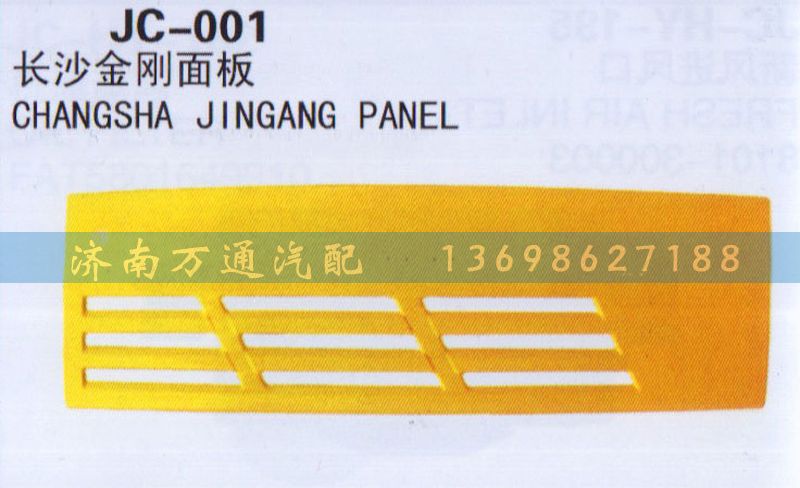 JC-001
长沙金刚面板
CHANGSHA JINGANG PANEL
济南万通汽配 13698627188